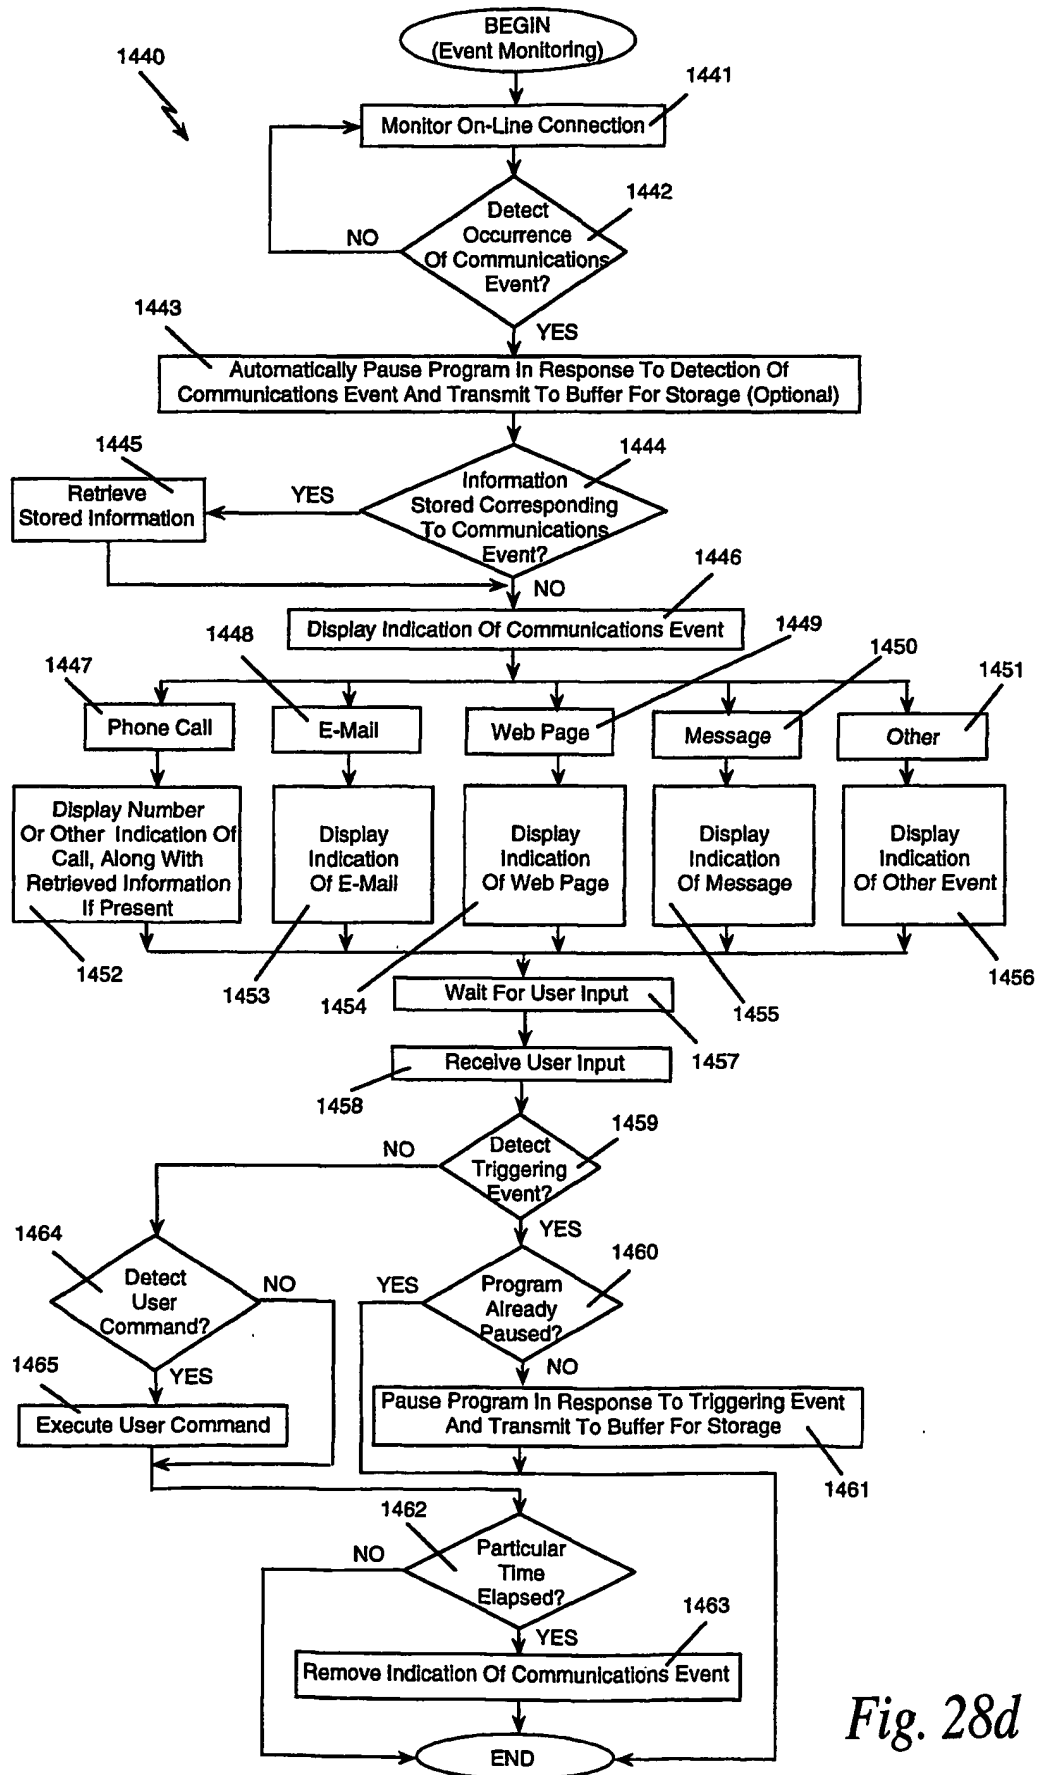 BEGIN
(Event Monitoring)
1440
1441
Monitor On-Line Connection
1442
Detect
Occurrence
Of Communications
Event?
NO
1443
YES
Automatically Pause Program In Response To Detection Of
Communications Event And Transmit To Buffer For Storage (Optional)
1445
1444
Retrieve
Stored Information
YES
Information
Stored Corresponding
To Communications
Event?
1446
NO
Display Indication Of Communications Event
1447
1448
1449
1450
1451
Phone Call
E-Mail
Web Page
Message
Other
Display Number
Or Other Indication Of
Call, Along With
Retrieved Information
If Present
Display
Indication
Of E-Mail
Display
Indication
Of Web Page
Display
Indication
Of Message
Display
Indication
Of Other Event
1452
1453
1454
1455
1456
Wait For User Input
1457
Receive User Input
1458
1459
NO
Detect
Triggering
Event?
YES
1464
1460
Detect
User
Command?
NO
YES
Program
Already
Paused?
1465
YES
NO
Execute User Command
Pause Program In Response To Triggering Event
And Transmit To Buffer For Storage
1461
1462
NO
Particular
Time
Elapsed?
1463
YES
Remove Indication Of Communications Event
END
Fig. 28d